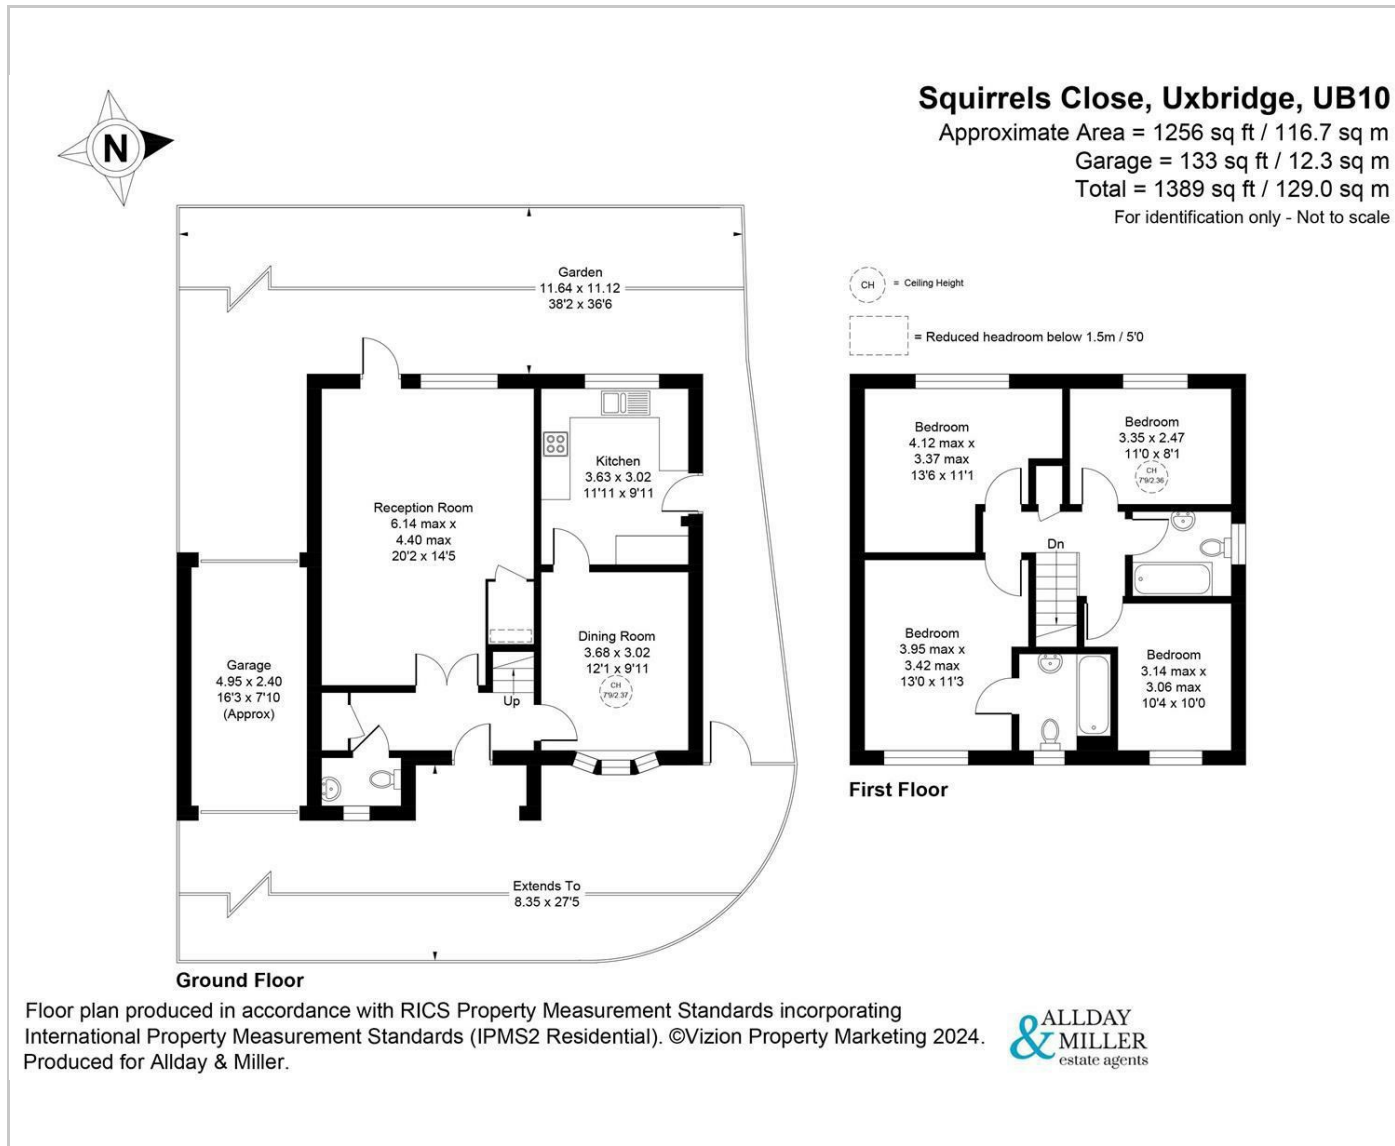 Squirrels Close, Uxbridge, UB10
Approximate Area = 1256 sq ft / 116.7 sq m
Garage = 133 sq ft / 12.3 sq m
Total = 1389 sq ft / 129.0 sq m
For identification only - Not to scale
N
CH
= Ceiling Height
= Reduced headroom below 1.5m / 5'0
Garden
11.64 x 11.12
38'2 x 36'6
Kitchen
3.63 x 3.02
11'11 x 9'11
Reception Room
6.14 max x
4.40 max
20'2 x 14'5
Dining Room
3.68 x 3.02
12'1 x 9'11
CH
7'9/2.37
Garage
4.95 x 2.40
16'3 x 7'10
(Approx)
Up
Extends To
8.35 x 27'5
Ground Floor
Bedroom
4.12 max x
3.37 max
13'6 x 11'1
Bedroom
3.35 x 2.47
11'0 x 8'1
CH
7'9/2.36
Dn
Bedroom
3.95 max x
3.42 max
13'0 x 11'3
Bedroom
3.14 max x
3.06 max
10'4 x 10'0
First Floor
Floor plan produced in accordance with RICS Property Measurement Standards incorporating
International Property Measurement Standards (IPMS2 Residential). ©Vizion Property Marketing 2024.
Produced for Allday & Miller.
ALLDAY
& MILLER
estate agents